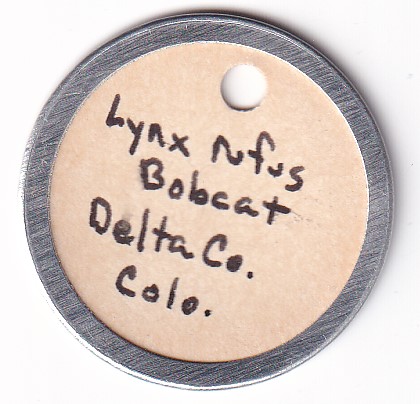 Lynx rufus
Bobcat
Delta Co.
Colo.